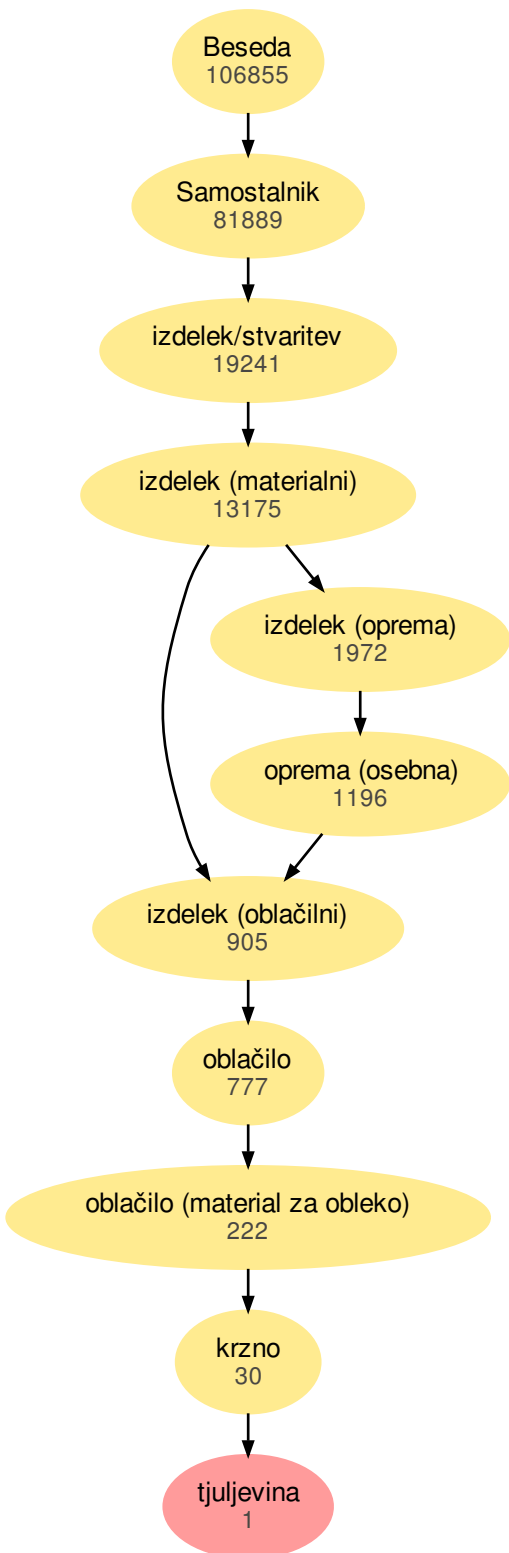 Beseda
106855
Samostalnik
81889
izdelek/stvaritev
19241
izdelek (materialni)
13175
izdelek (oprema)
1972
oprema (osebna)
1196
izdelek (oblačilni)
905
oblačilo
777
oblačilo (material za obleko)
222
krzno
30
tjuljevina
1